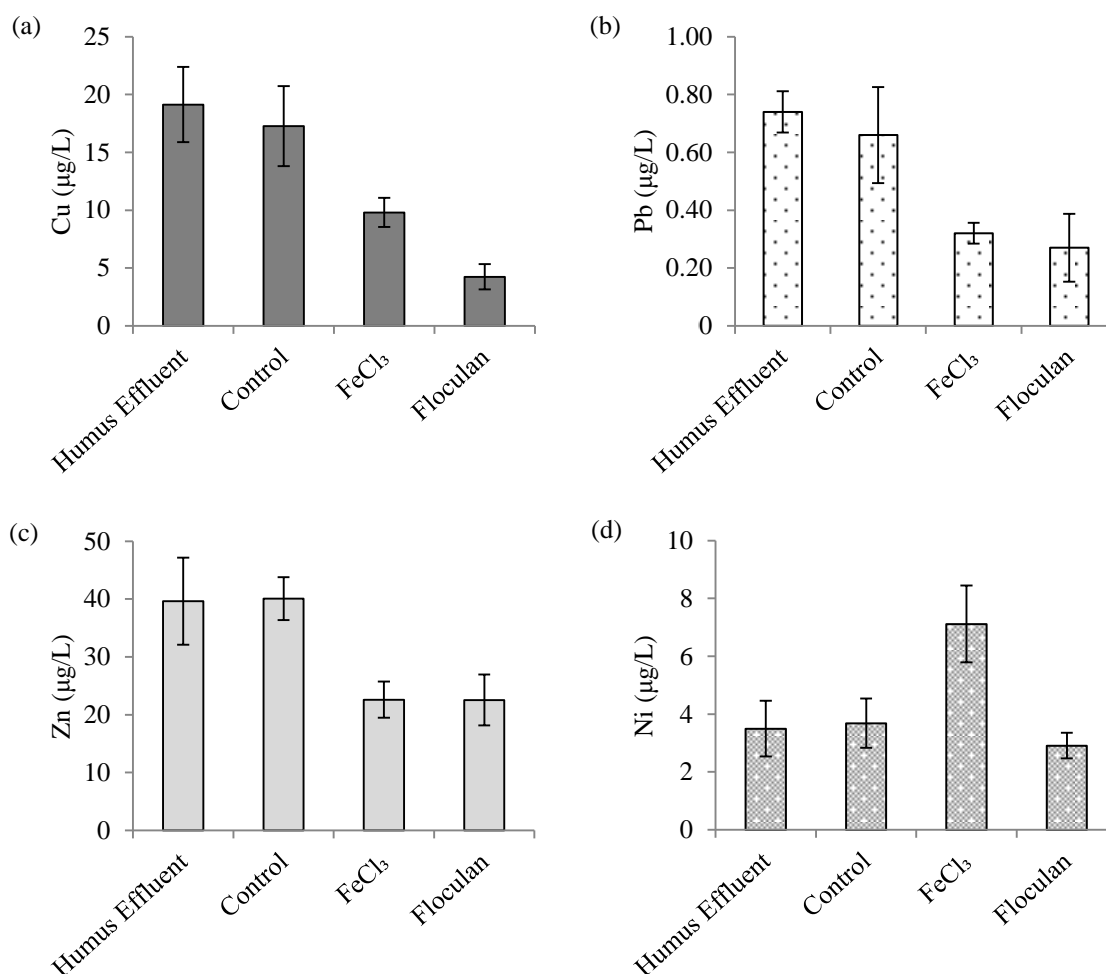 (a)
25
20
15
10
5
0
Cu (µg/L)
Humus Effluent
Control
FeCl₃
Floculan
(b)
1.00
0.80
0.60
0.40
0.20
0
Pb (µg/L)
Humus Effluent
Control
FeCl₃
Floculan
(c)
50
40
30
20
10
0
Zn (µg/L)
Humus Effluent
Control
FeCl₃
Floculan
(d)
10
8
6
4
2
0
Ni (µg/L)
Humus Effluent
Control
FeCl₃
Floculan